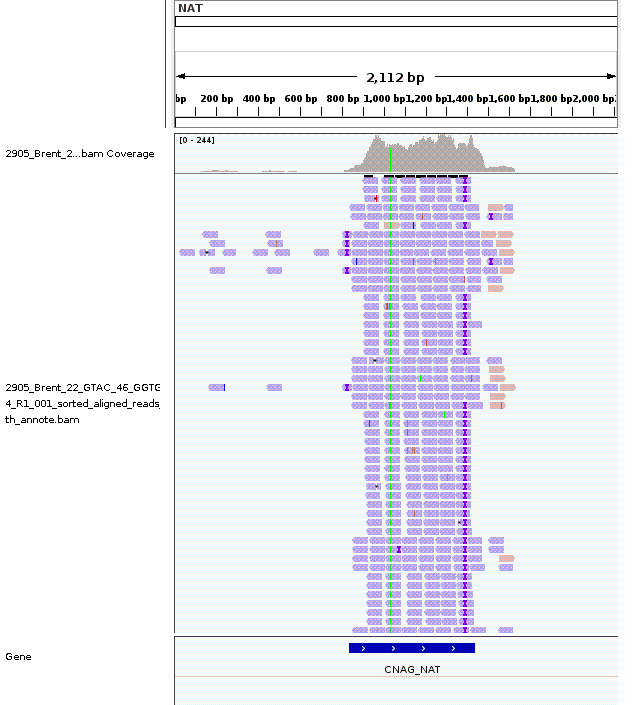 NAT
2,112 bp
bp 200 bp 400 bp 600 bp 800 bp 1,000 bp 1,200 bp 1,400 bp 1,600 bp 1,800 bp 2,000 bp
[0 - 244]
2905_Brent_2...bam Coverage
2905_Brent_22_GTAC_46_GGTG
4_R1_001_sorted_aligned_reads_
th_annote.bam
Gene
CNAG_NAT